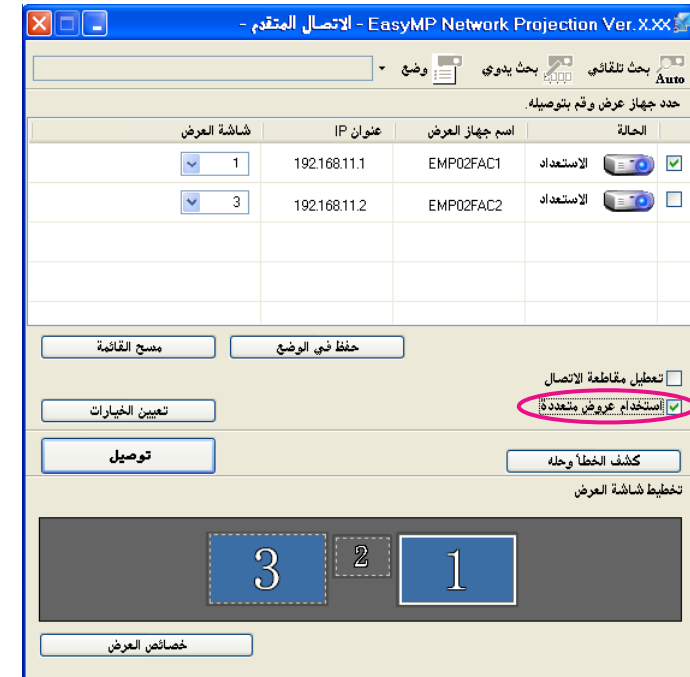 EasyMP Network Projection Ver.X.XX - الاتصال المتقدم -
Auto بحث تلقائي بحث يدوي وضع
حدد جهاز عرض وقم بتوصيله.
الحالة اسم جهاز العرض عنوان IP شاشة العرض
الاستعداد EMP02FAC1 192.168.11.1 1
الاستعداد EMP02FAC2 192.168.11.2 3
حفظ في الوضع مسح القائمة
تعطيل مقاطعة الاتصال
استخدام عروض متعددة تعيين الخيارات
كشف الخطأ وحله توصيل
تخطيط شاشة العرض
3 2 1
خصائص العرض